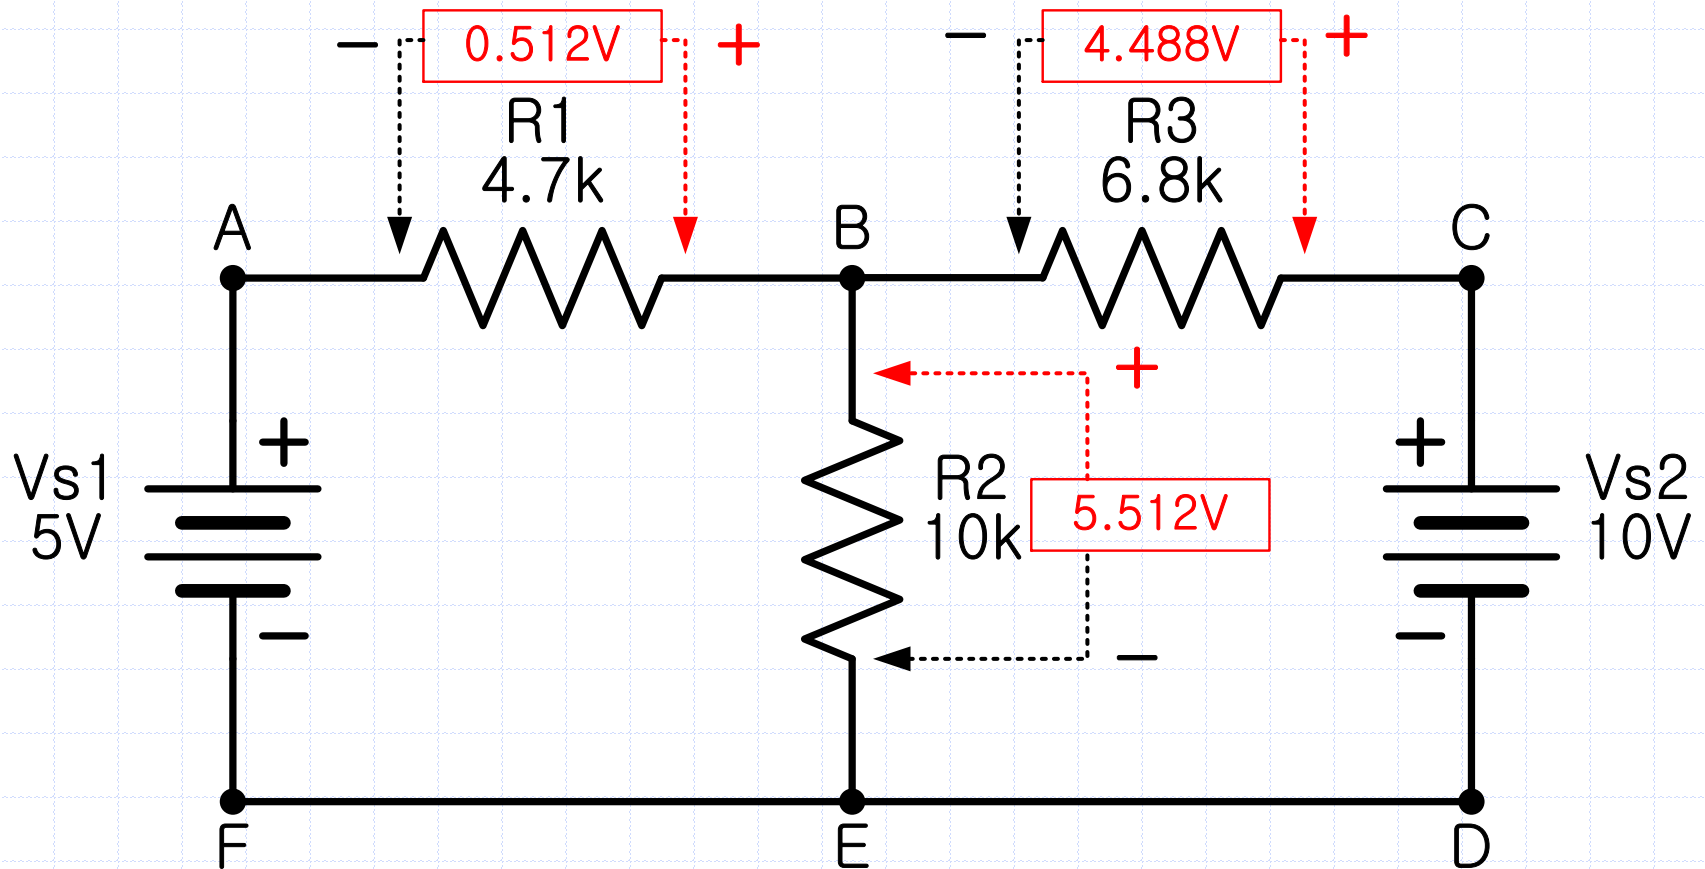 − 0.512V +
− 4.488V +
R1
4.7k
R3
6.8k
A
B
C
+
+
+
Vs1
5V
R2
10k
5.512V
Vs2
10V
−
−
−
F
E
D